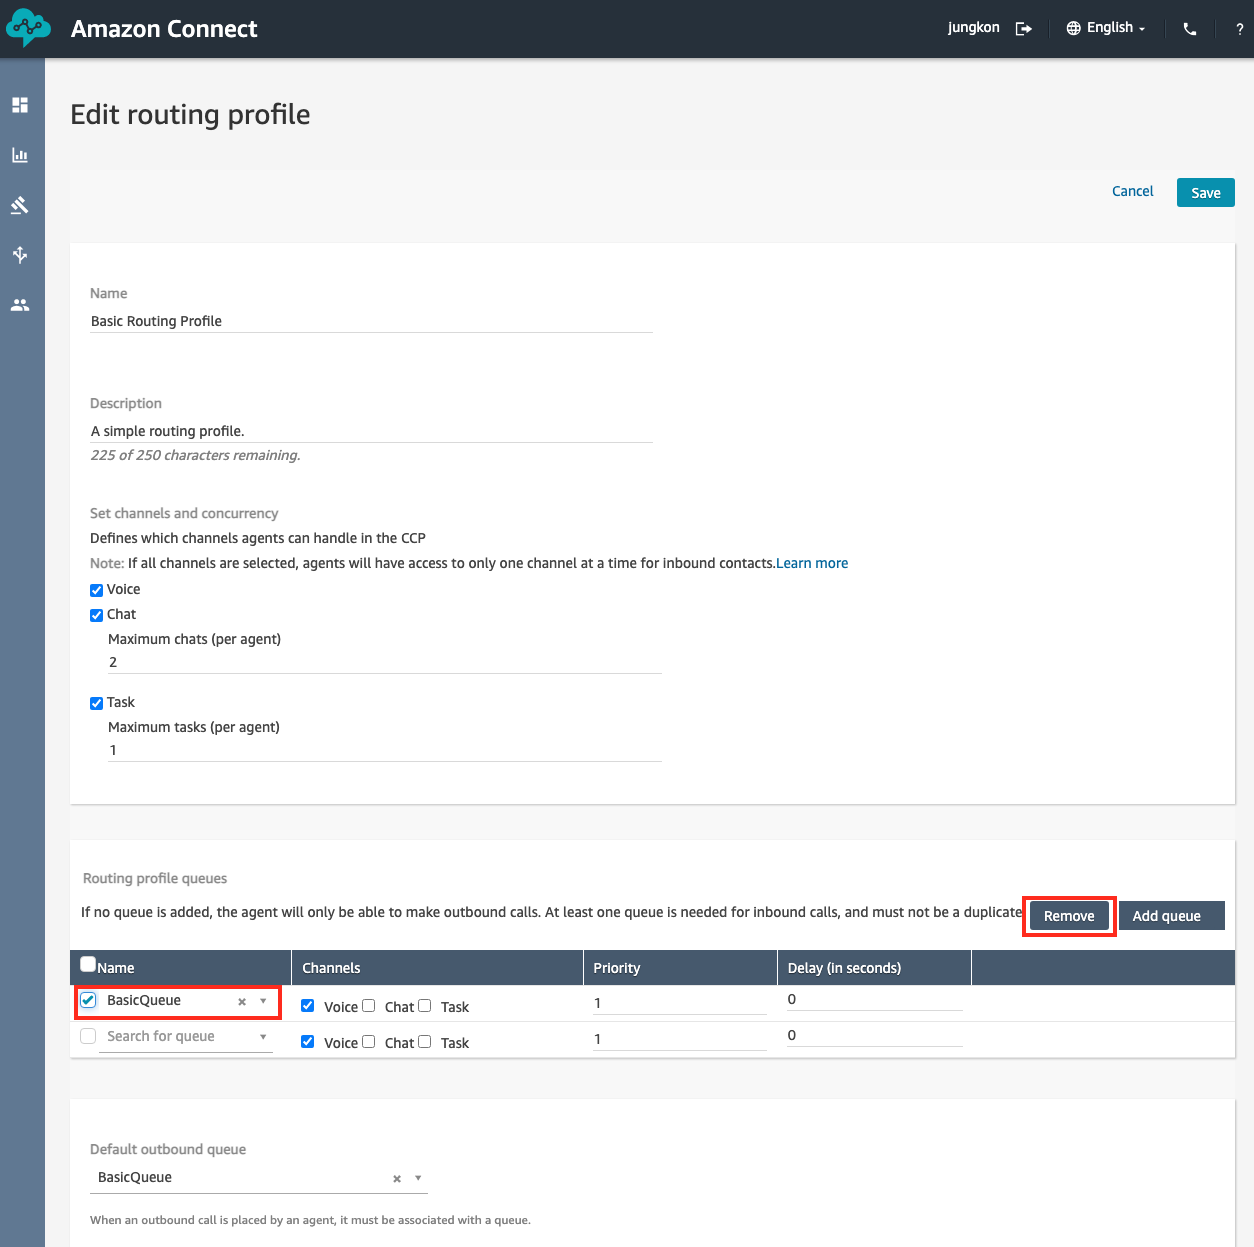 Amazon Connect
jungkon
English
?
Edit routing profile
Cancel
Save
Name
Basic Routing Profile
Description
A simple routing profile.
225 of 250 characters remaining.
Set channels and concurrency
Defines which channels agents can handle in the CCP
Note: If all channels are selected, agents will have access to only one channel at a time for inbound contacts.Learn more
Voice
Chat
Maximum chats (per agent)
2
Task
Maximum tasks (per agent)
1
Routing profile queues
If no queue is added, the agent will only be able to make outbound calls. At least one queue is needed for inbound calls, and must not be a duplicate
Remove
Add queue
Name Channels Priority Delay (in seconds)
BasicQueue × Voice Chat Task 1 0
Search for queue Voice Chat Task 1 0
Default outbound queue
BasicQueue ×
When an outbound call is placed by an agent, it must be associated with a queue.